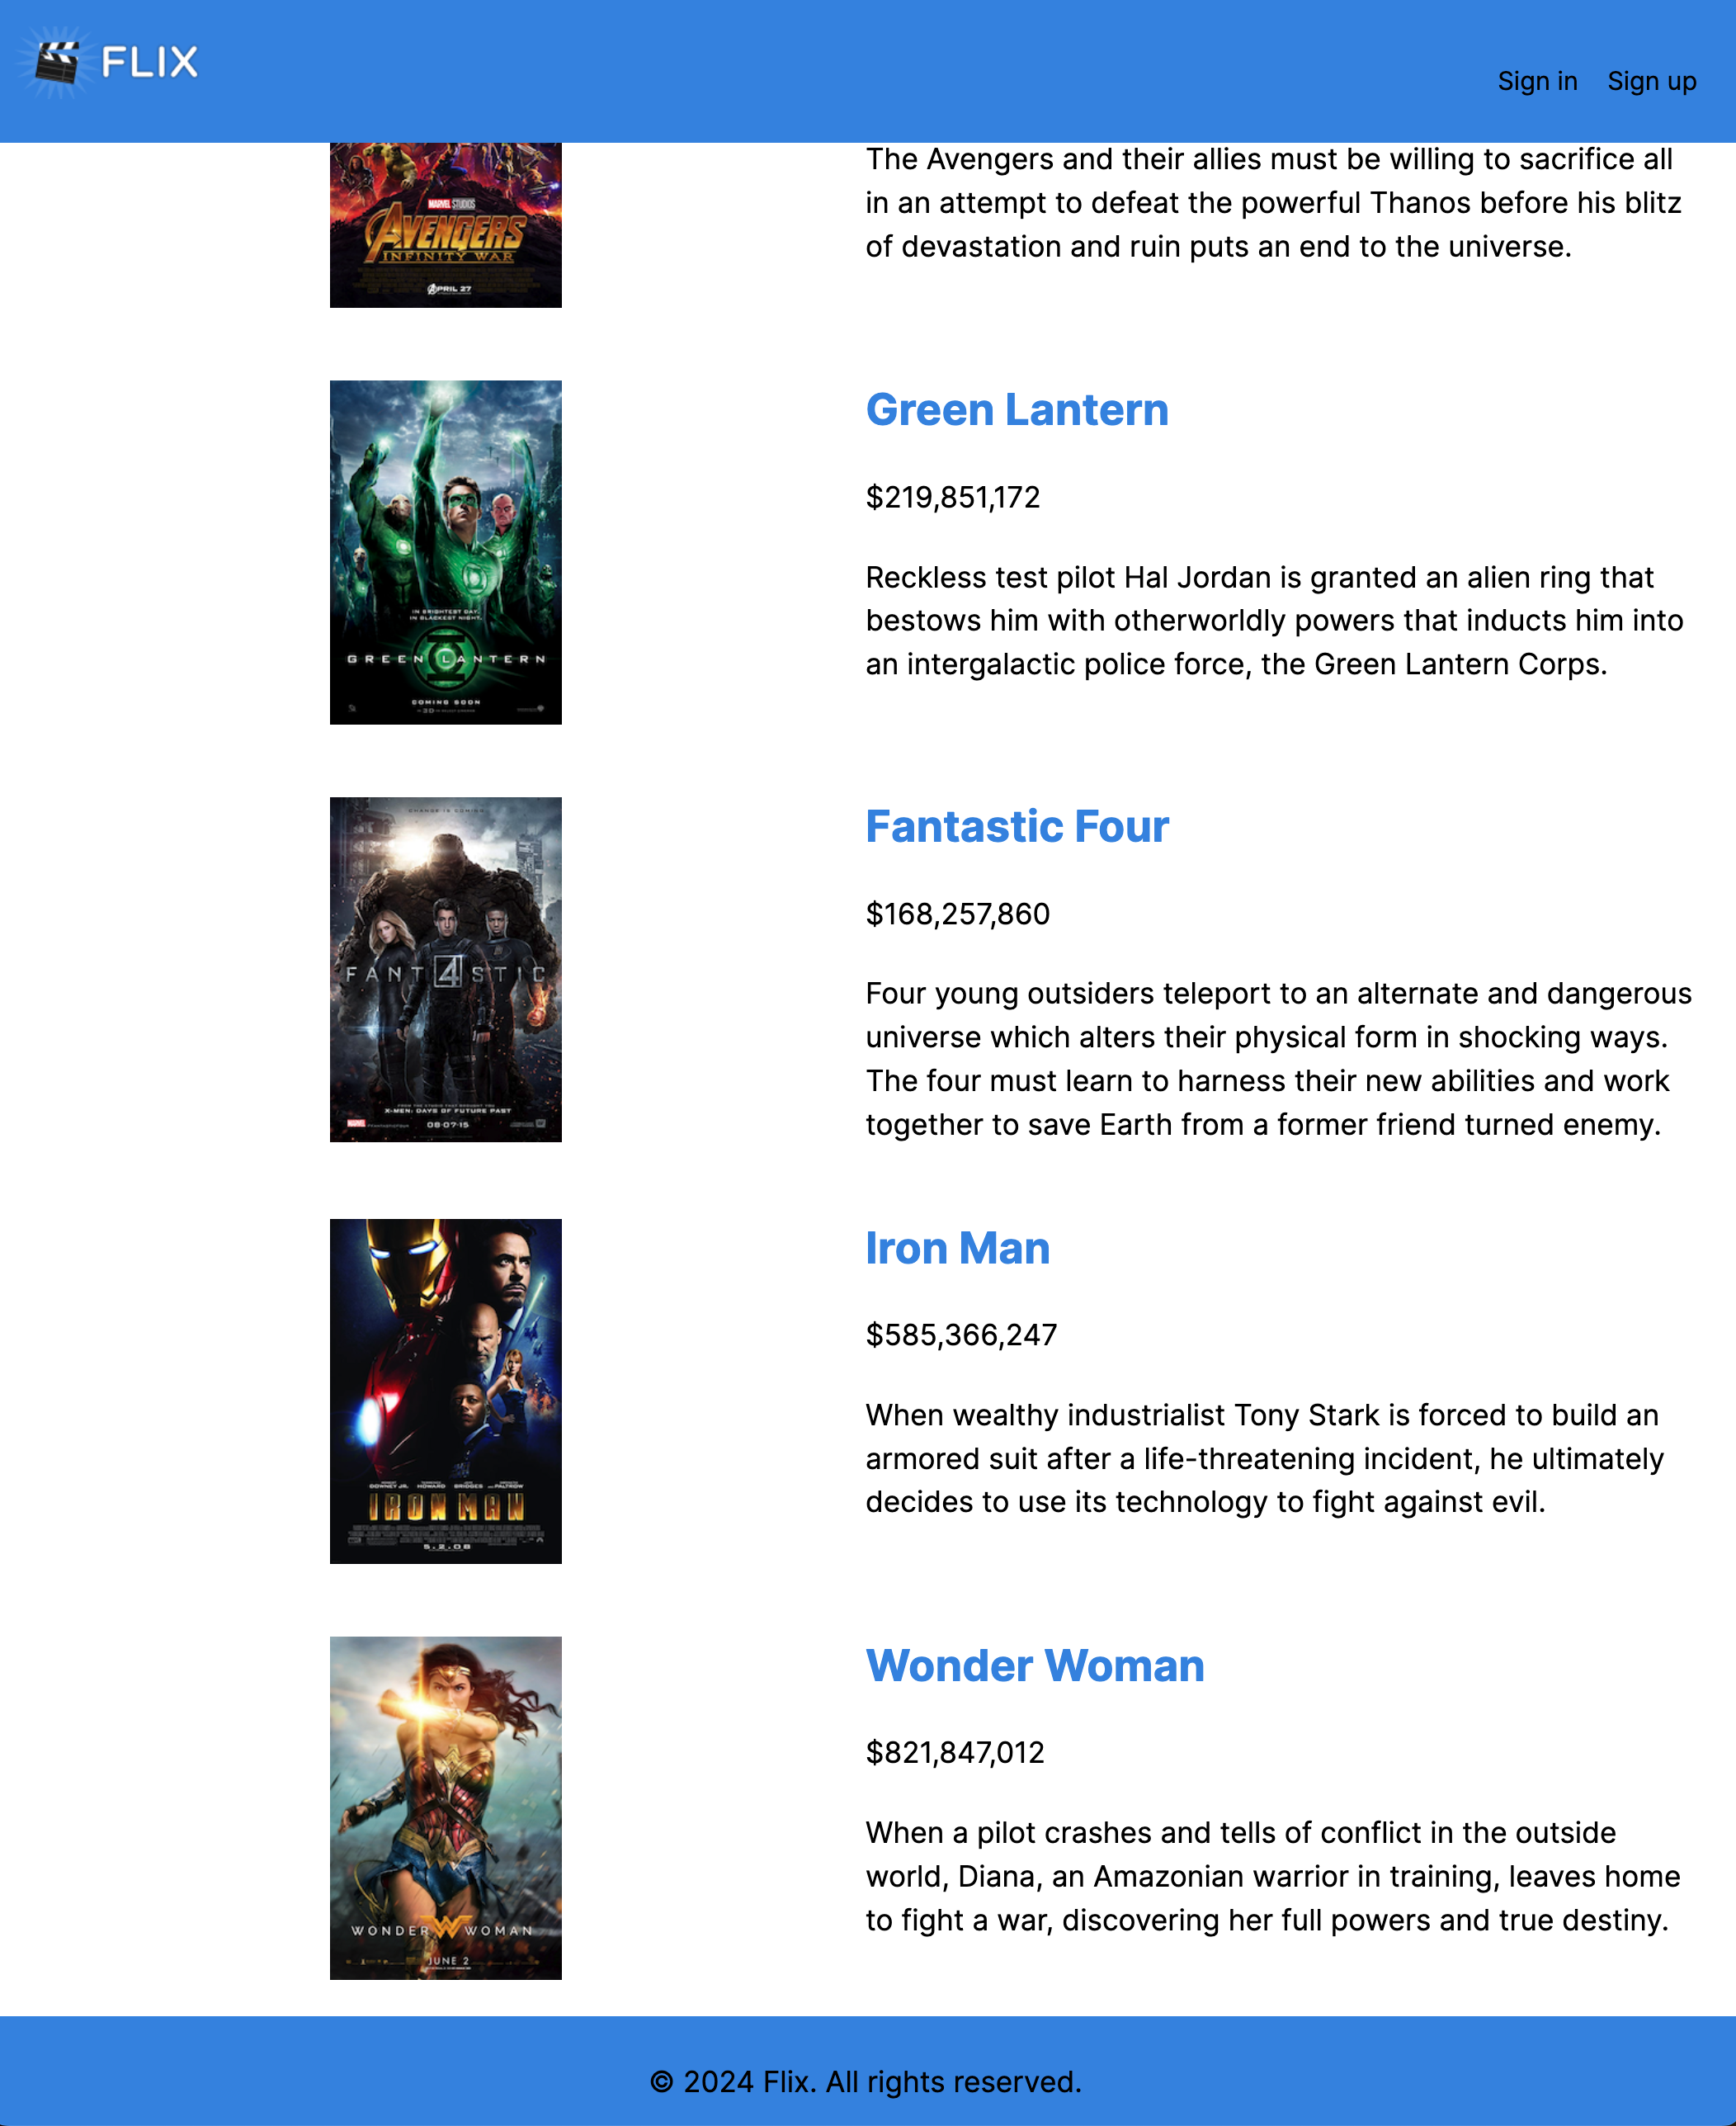 FLIX
Sign in Sign up
The Avengers and their allies must be willing to sacrifice all
in an attempt to defeat the powerful Thanos before his blitz
of devastation and ruin puts an end to the universe.
MARVEL STUDIOS
AVENGERS
INFINITY WAR
APRIL 27
Green Lantern
$219,851,172
Reckless test pilot Hal Jordan is granted an alien ring that
bestows him with otherworldly powers that inducts him into
an intergalactic police force, the Green Lantern Corps.
IN BRIGHTEST DAY,
IN BLACKEST NIGHT,
GREEN LANTERN
COMING SOON
Fantastic Four
$168,257,860
Four young outsiders teleport to an alternate and dangerous
universe which alters their physical form in shocking ways.
The four must learn to harness their new abilities and work
together to save Earth from a former friend turned enemy.
CHANGE IS COMING
FANT4STIC
X-MEN: DAYS OF FUTURE PAST
MARVEL
08·07·15
Iron Man
$585,366,247
When wealthy industrialist Tony Stark is forced to build an
armored suit after a life-threatening incident, he ultimately
decides to use its technology to fight against evil.
DOWNEY JR. HOWARD BRIDGES PALTROW
IRON MAN
5.2.08
Wonder Woman
$821,847,012
When a pilot crashes and tells of conflict in the outside
world, Diana, an Amazonian warrior in training, leaves home
to fight a war, discovering her full powers and true destiny.
WONDER WOMAN
JUNE 2
© 2024 Flix. All rights reserved.